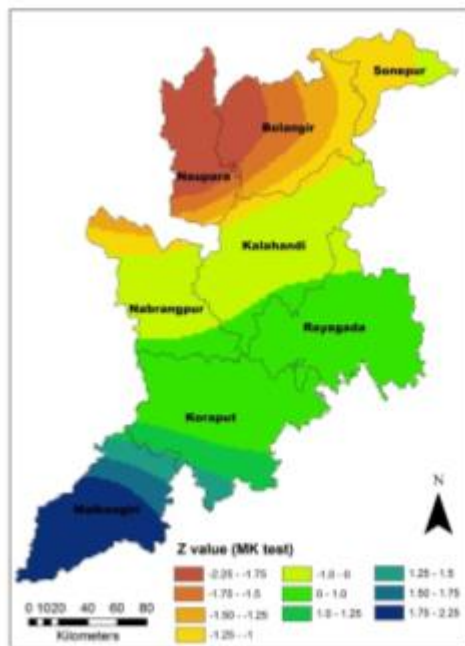 Sonepur
Bolangir
Naupara
Kalahandi
Nabrangpur
Rayagada
Koraput
Malkangiri
N
Z value (MK test)
-2.25 - -1.75
-1.75 - -1.5
-1.50 - -1.25
-1.25 - -1
-1.0 - 0
0 - 1.0
1.0 - 1.25
1.25 - 1.5
1.50 - 1.75
1.75 - 2.25
0 10 20 40 60 80
Kilometers